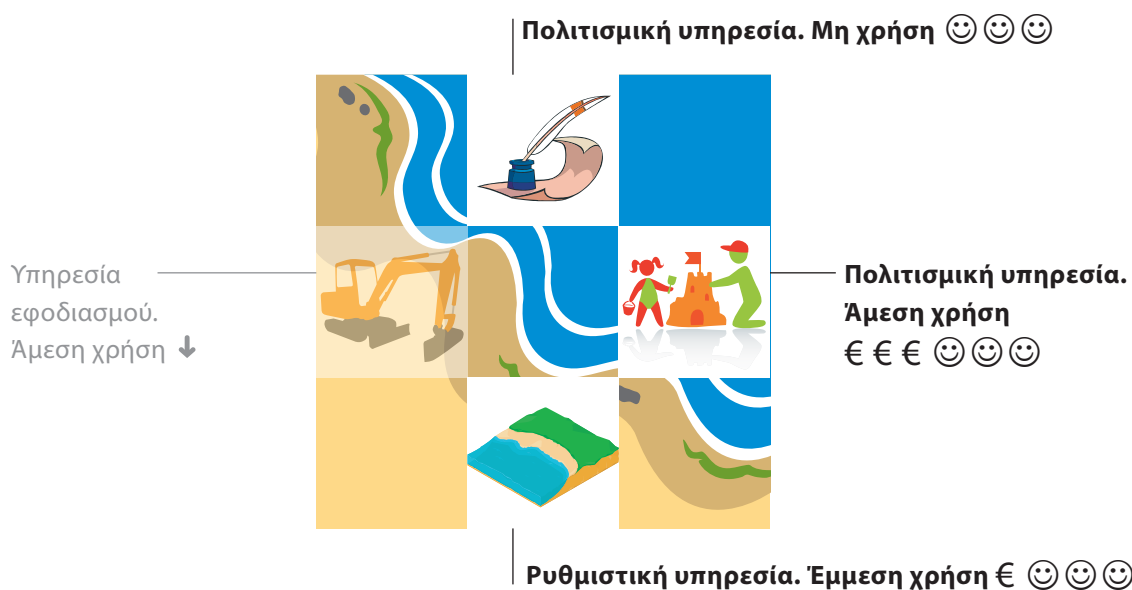 Πολιτισμική υπηρεσία. Μη χρήση ☺☺☺
Υπηρεσία
εφοδιασμού.
Άμεση χρήση ↓
Πολιτισμική υπηρεσία.
Άμεση χρήση
€ € € ☺☺☺
Ρυθμιστική υπηρεσία. Έμμεση χρήση € ☺☺☺